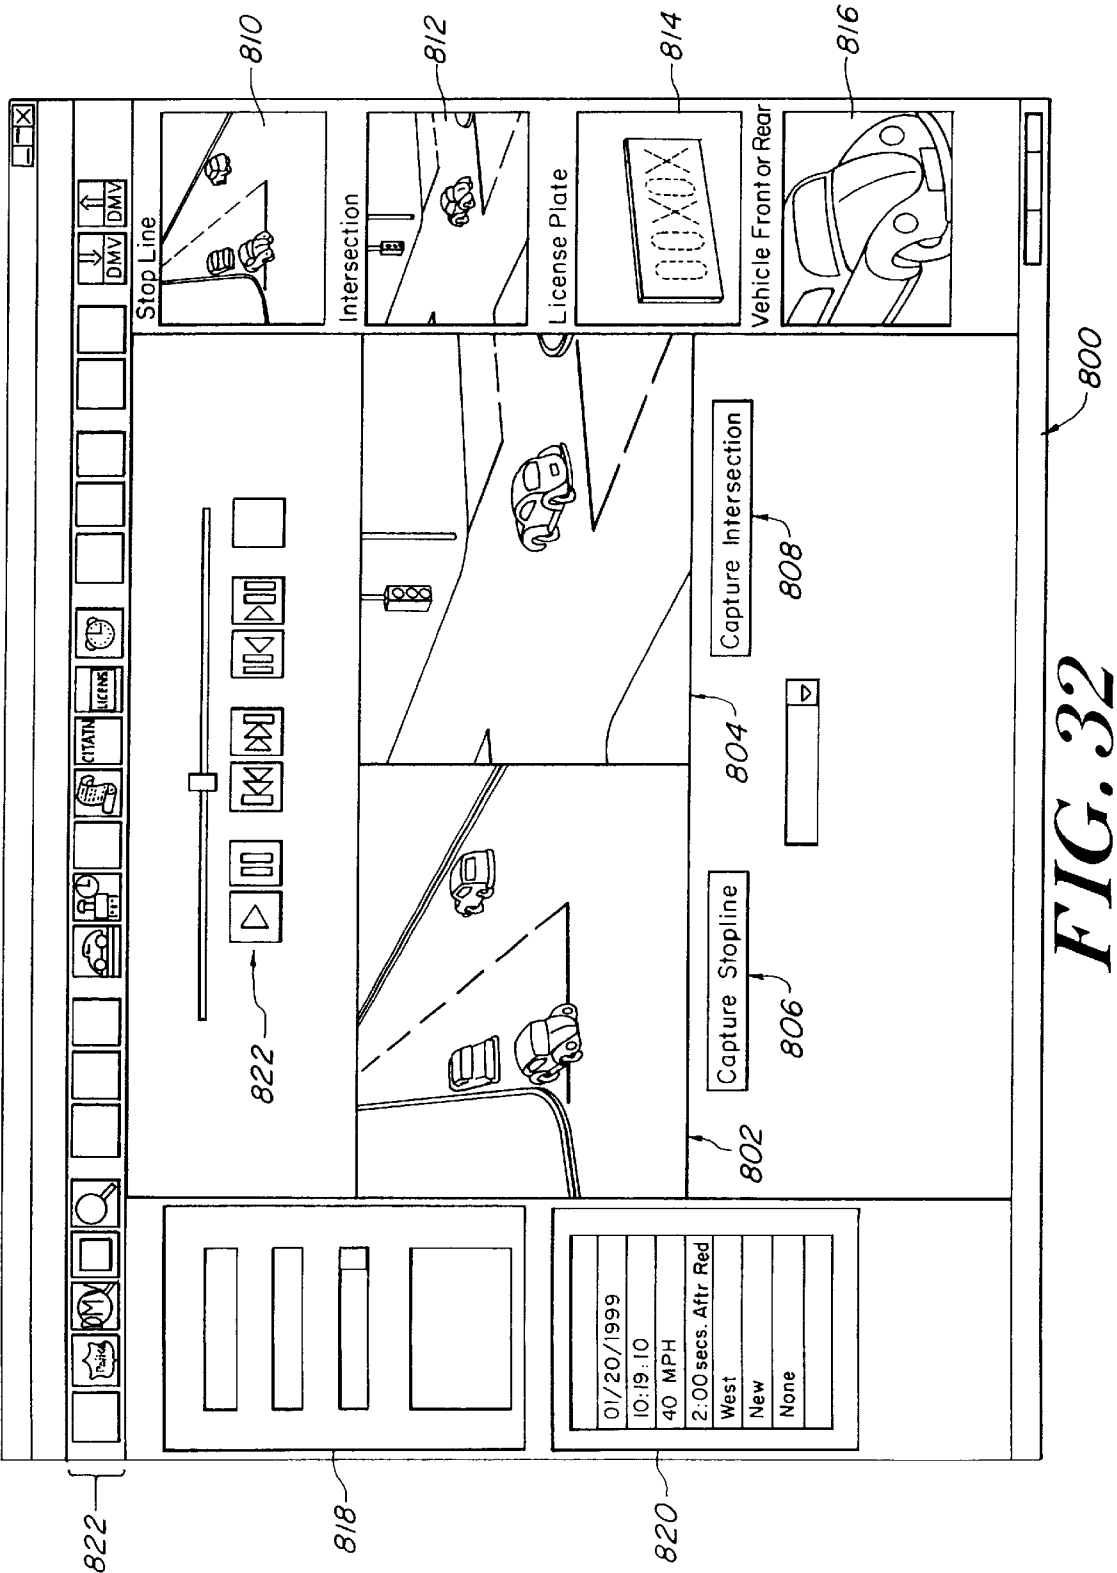 822
DMV
CITATN
LICENS
DMV
DMV
818
820
01/20/1999
10:19:10
40 MPH
2:00 secs. Aftr Red
West
New
None
822
802
804
Capture Stopline
806
Capture Intersection
808
Stop Line
810
Intersection
812
License Plate
OOXOX
814
Vehicle Front or Rear
816
800
FIG. 32